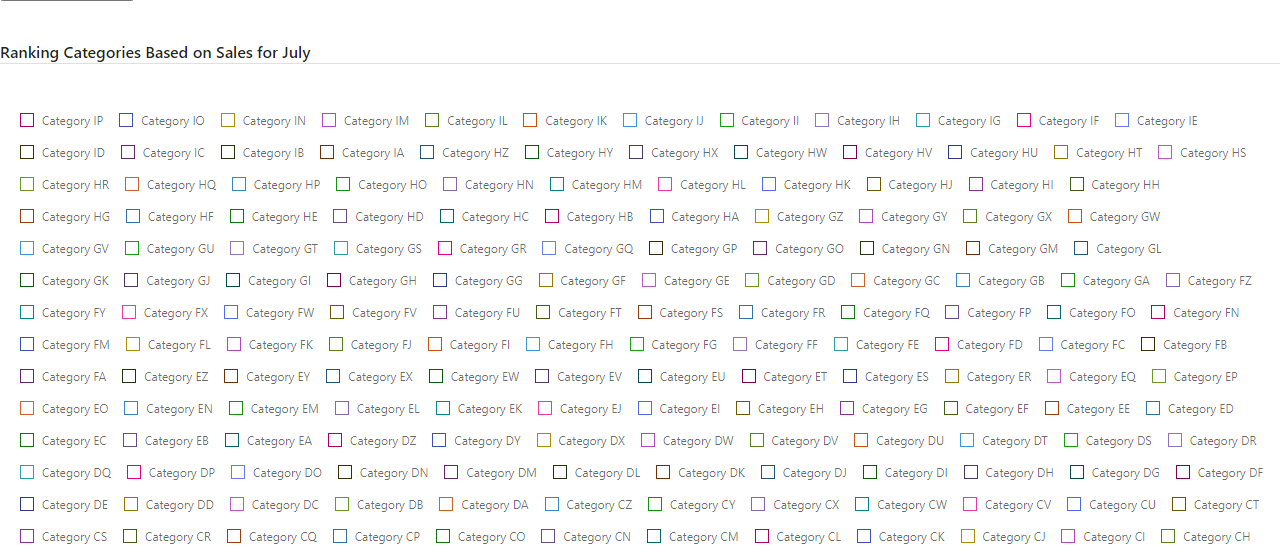 Ranking Categories Based on Sales for July
Category IP Category IO Category IN Category IM Category IL Category IK Category IJ Category II Category IH Category IG Category IF Category IE
Category ID Category IC Category IB Category IA Category HZ Category HY Category HX Category HW Category HV Category HU Category HT Category HS
Category HR Category HQ Category HP Category HO Category HN Category HM Category HL Category HK Category HJ Category HI Category HH
Category HG Category HF Category HE Category HD Category HC Category HB Category HA Category GZ Category GY Category GX Category GW
Category GV Category GU Category GT Category GS Category GR Category GQ Category GP Category GO Category GN Category GM Category GL
Category GK Category GJ Category GI Category GH Category GG Category GF Category GE Category GD Category GC Category GB Category GA Category FZ
Category FY Category FX Category FW Category FV Category FU Category FT Category FS Category FR Category FQ Category FP Category FO Category FN
Category FM Category FL Category FK Category FJ Category FI Category FH Category FG Category FF Category FE Category FD Category FC Category FB
Category FA Category EZ Category EY Category EX Category EW Category EV Category EU Category ET Category ES Category ER Category EQ Category EP
Category EO Category EN Category EM Category EL Category EK Category EJ Category EI Category EH Category EG Category EF Category EE Category ED
Category EC Category EB Category EA Category DZ Category DY Category DX Category DW Category DV Category DU Category DT Category DS Category DR
Category DQ Category DP Category DO Category DN Category DM Category DL Category DK Category DJ Category DI Category DH Category DG Category DF
Category DE Category DD Category DC Category DB Category DA Category CZ Category CY Category CX Category CW Category CV Category CU Category CT
Category CS Category CR Category CQ Category CP Category CO Category CN Category CM Category CL Category CK Category CJ Category CI Category CH